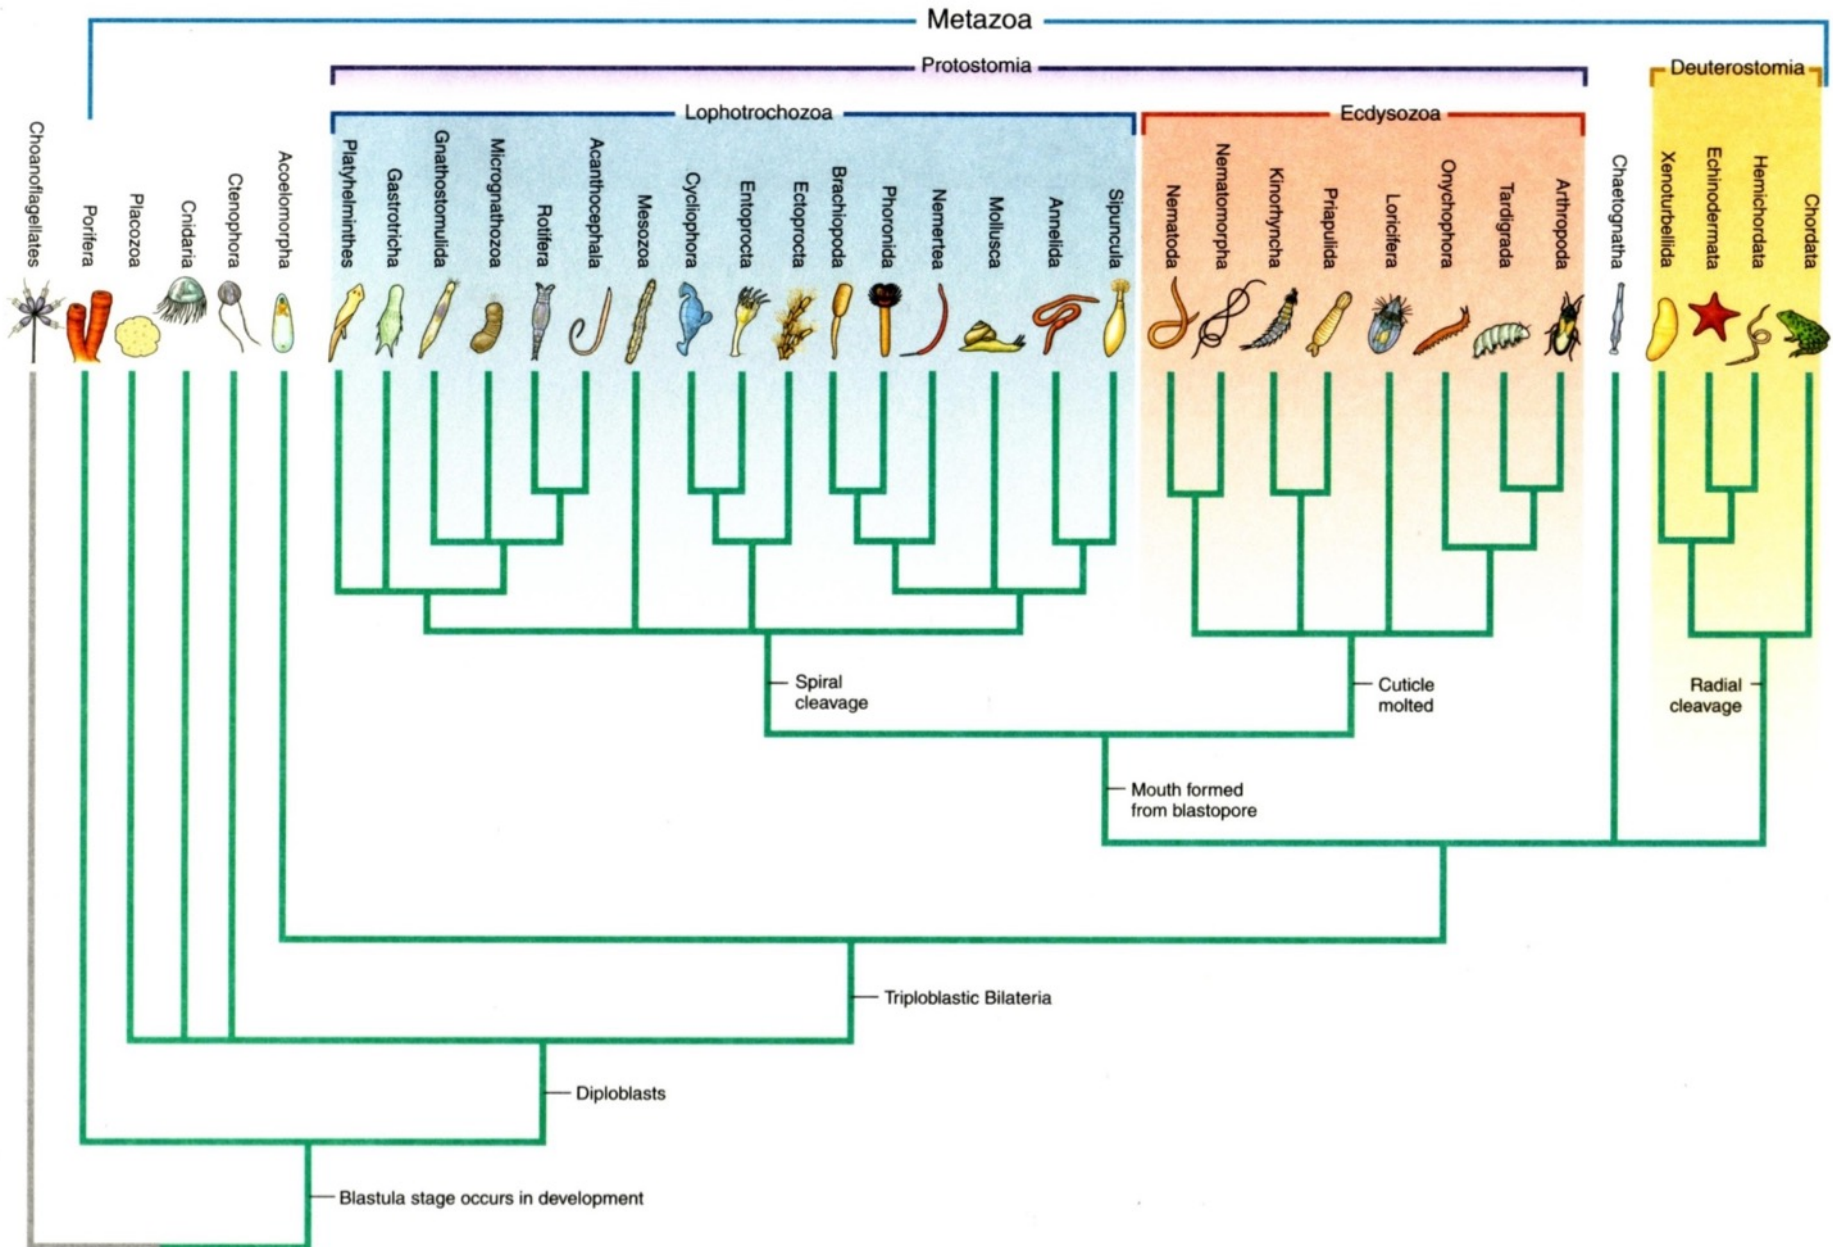 Metazoa
Protostomia
Deuterostomia
Lophotrochozoa
Ecdysozoa
Choanoflagellates
Porifera
Placozoa
Cnidaria
Ctenophora
Acoelomorpha
Platyhelminthes
Gastrotricha
Gnathostomulida
Micrognathozoa
Rotifera
Acanthocephala
Mesozoa
Cycliophora
Entoprocta
Ectoprocta
Brachiopoda
Phoronida
Nemertea
Mollusca
Annelida
Sipuncula
Nematoda
Nematomorpha
Kinorhyncha
Priapulida
Loricifera
Onychophora
Tardigrada
Arthropoda
Chaetognatha
Xenoturbellida
Echinodermata
Hemichordata
Chordata
Spiral
cleavage
Cuticle
molted
Radial
cleavage
Mouth formed
from blastopore
Triploblastic Bilateria
Diploblasts
Blastula stage occurs in development